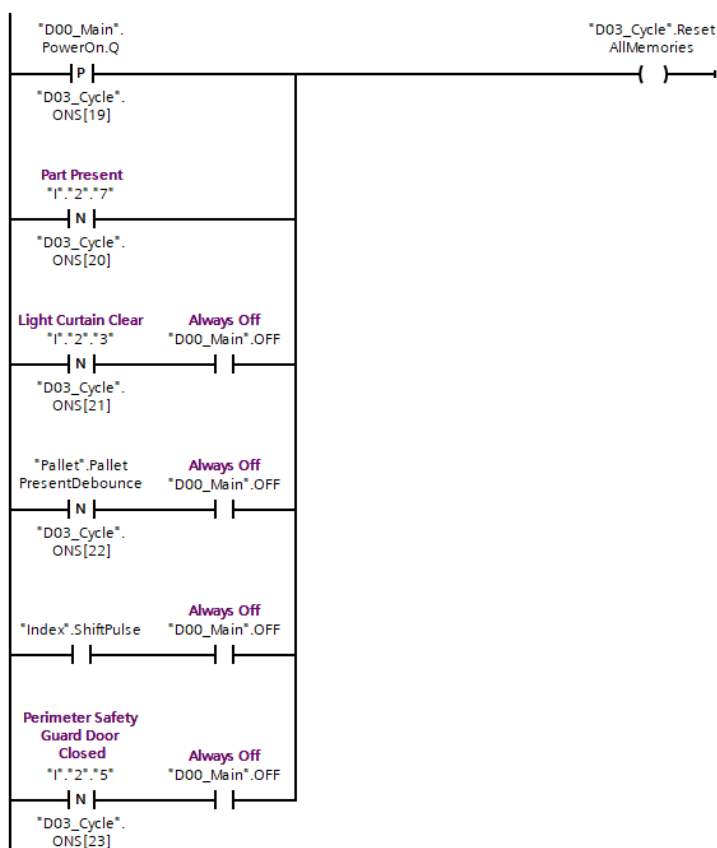 "D00_Main".
PowerOn.Q
"D03_Cycle".Reset
AllMemories
P
"D03_Cycle".
ONS[19]
Part Present
"I"."2"."7"
N
"D03_Cycle".
ONS[20]
Light Curtain Clear
"I"."2"."3"
Always Off
"D00_Main".OFF
N
"D03_Cycle".
ONS[21]
"Pallet".Pallet
PresentDebounce
Always Off
"D00_Main".OFF
N
"D03_Cycle".
ONS[22]
"Index".ShiftPulse
Always Off
"D00_Main".OFF
Perimeter Safety
Guard Door
Closed
"I"."2"."5"
Always Off
"D00_Main".OFF
N
"D03_Cycle".
ONS[23]